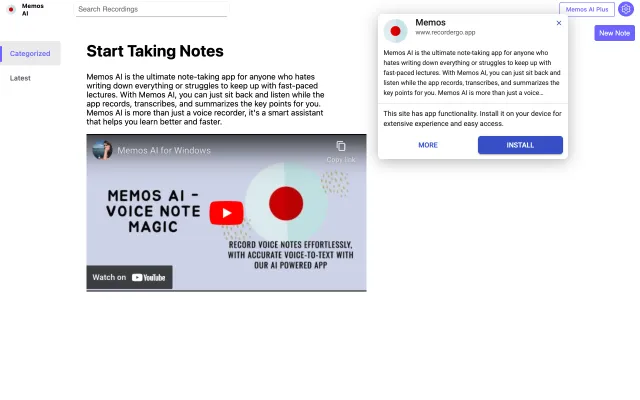 Memos
AI
Search Recordings
Memos AI Plus
New Note
Categorized
Latest
Start Taking Notes
Memos AI is the ultimate note-taking app for anyone who hates
writing down everything or struggles to keep up with fast-paced
lectures. With Memos AI, you can just sit back and listen while the
app records, transcribes, and summarizes the key points for you.
Memos AI is more than just a voice recorder, it's a smart assistant
that helps you learn better and faster.
Memos AI for Windows
Copy link
MEMOS AI -
VOICE NOTE
MAGIC
RECORD VOICE NOTES EFFORTLESSLY,
WITH ACCURATE VOICE-TO-TEXT WITH
OUR AI POWERED APP
Watch on YouTube
Memos
www.recordergo.app
Memos AI is the ultimate note-taking app for anyone who
hates writing down everything or struggles to keep up with
fast-paced lectures. With Memos AI, you can just sit back and
listen while the app records, transcribes, and summarizes the
key points for you. Memos AI is more than just a voice...
This site has app functionality. Install it on your device for
extensive experience and easy access.
MORE
INSTALL